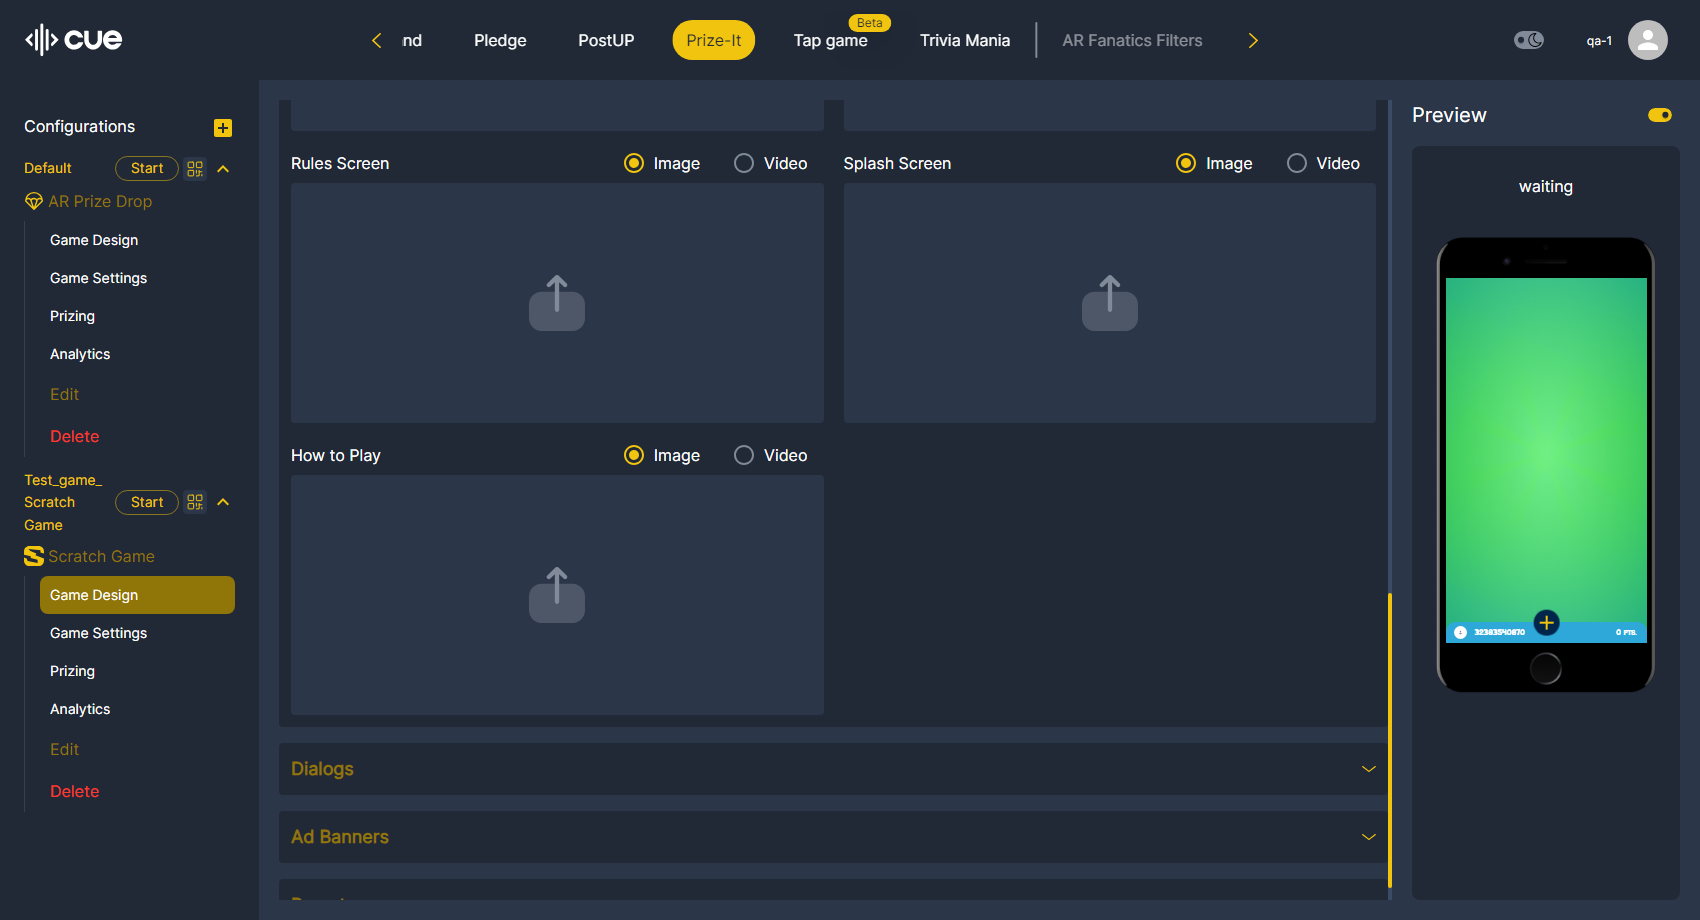 cue
nd
Pledge
PostUP
Prize-It
Beta
Tap game
Trivia Mania
AR Fanatics Filters
qa-1
Configurations
Default
Start
AR Prize Drop
Game Design
Game Settings
Prizing
Analytics
Edit
Delete
Test_game_
Scratch
Game
Start
Scratch Game
Game Design
Game Settings
Prizing
Analytics
Edit
Delete
Rules Screen
Image
Video
Splash Screen
Image
Video
How to Play
Image
Video
Dialogs
Ad Banners
Preview
waiting
32383540870
0 PTS.